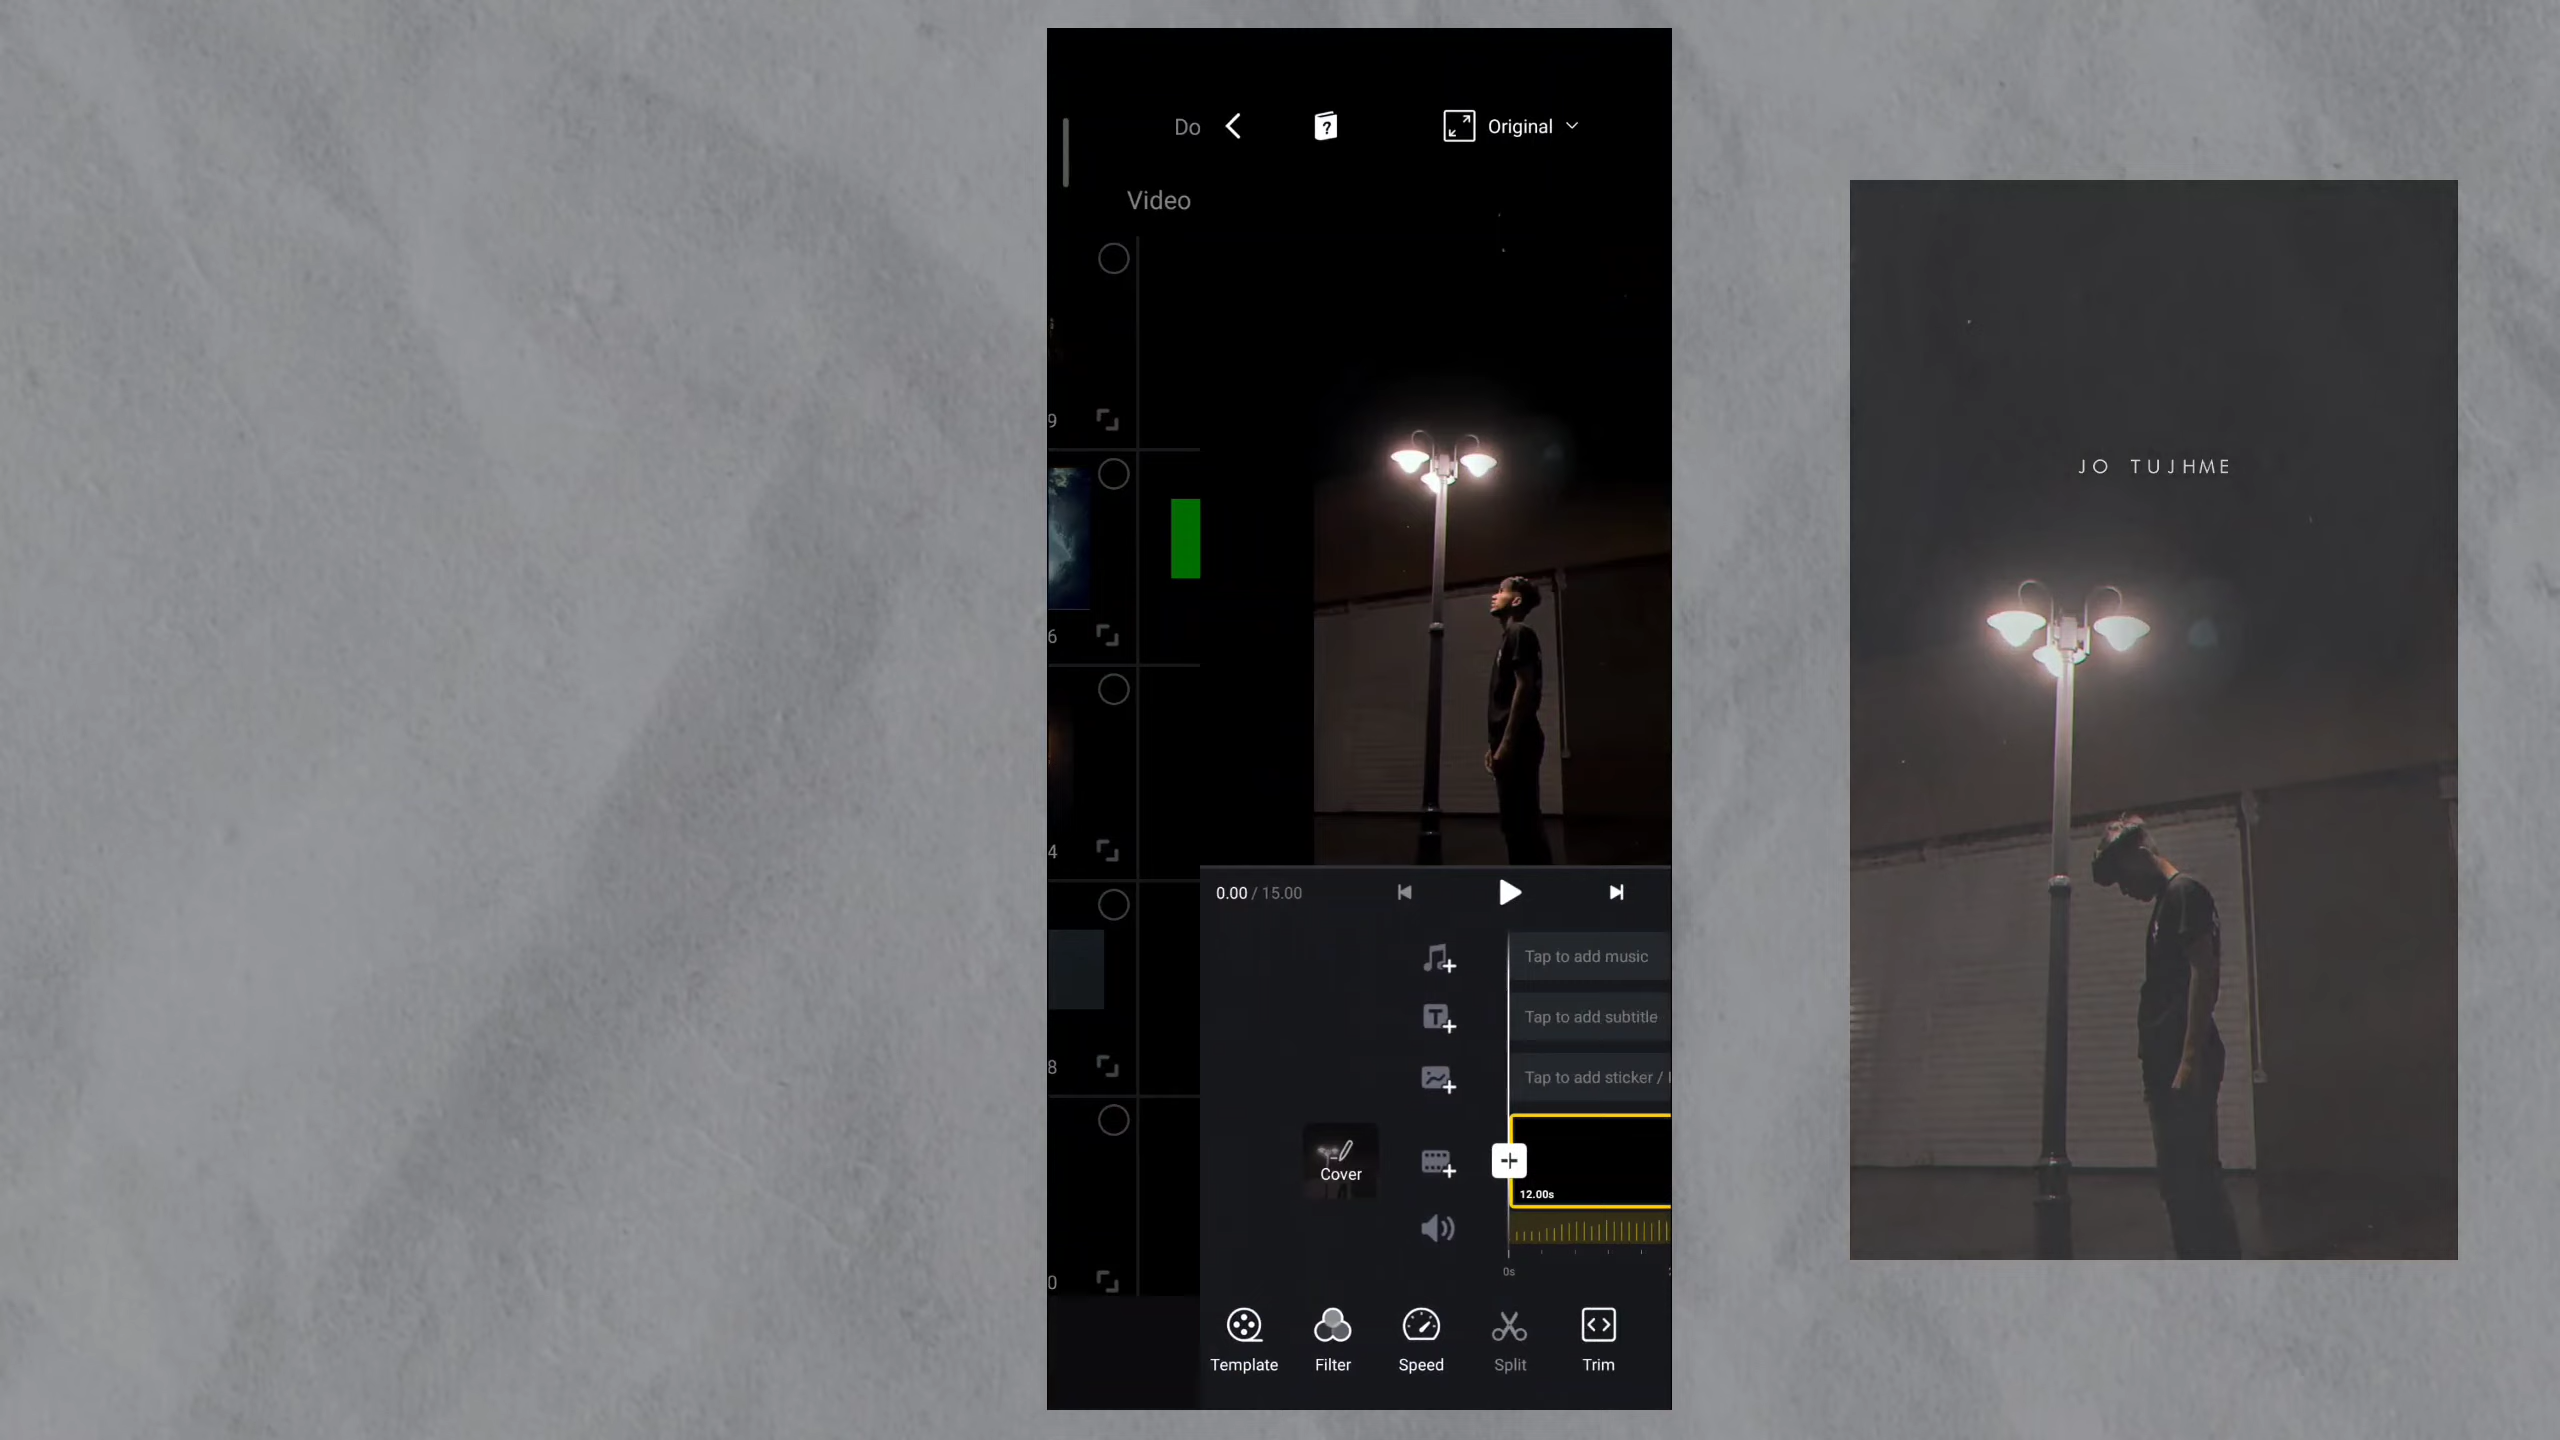 Do
Original
Video
9
6
4
8
0
0.00 / 15.00
Tap to add music
Tap to add subtitle
Tap to add sticker /
Cover
12.00s
0s
Template
Filter
Speed
Split
Trim
JO TUJHME